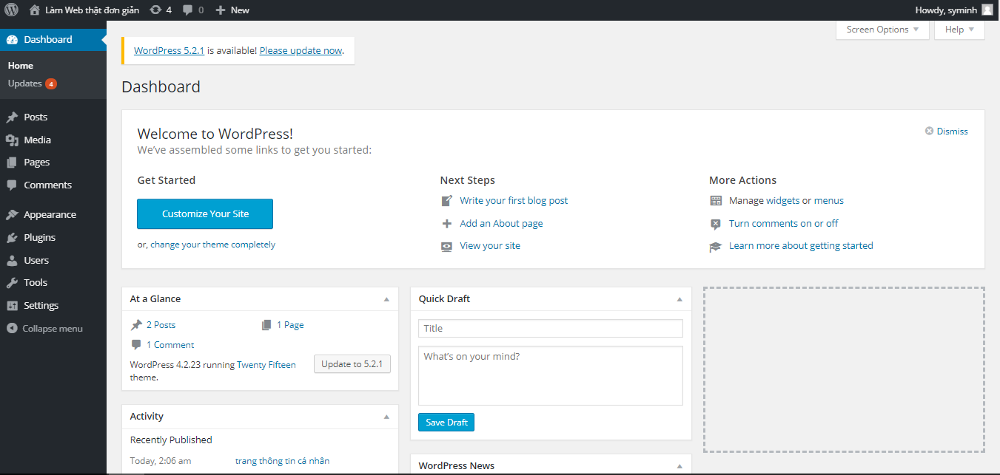 Làm Web thật đơn giản 4 0 New Howdy, syminh
Dashboard
Home
Updates 4
Posts
Media
Pages
Comments
Appearance
Plugins
Users
Tools
Settings
Collapse menu
Screen Options Help
WordPress 5.2.1 is available! Please update now.
Dashboard
Welcome to WordPress!
We've assembled some links to get you started:
Dismiss
Get Started
Customize Your Site
or, change your theme completely
Next Steps
Write your first blog post
Add an About page
View your site
More Actions
Manage widgets or menus
Turn comments on or off
Learn more about getting started
At a Glance
2 Posts 1 Page
1 Comment
WordPress 4.2.23 running Twenty Fifteen
theme.
Update to 5.2.1
Activity
Recently Published
Today, 2:06 am trang thông tin cá nhân
Quick Draft
Title
What's on your mind?
Save Draft
WordPress News